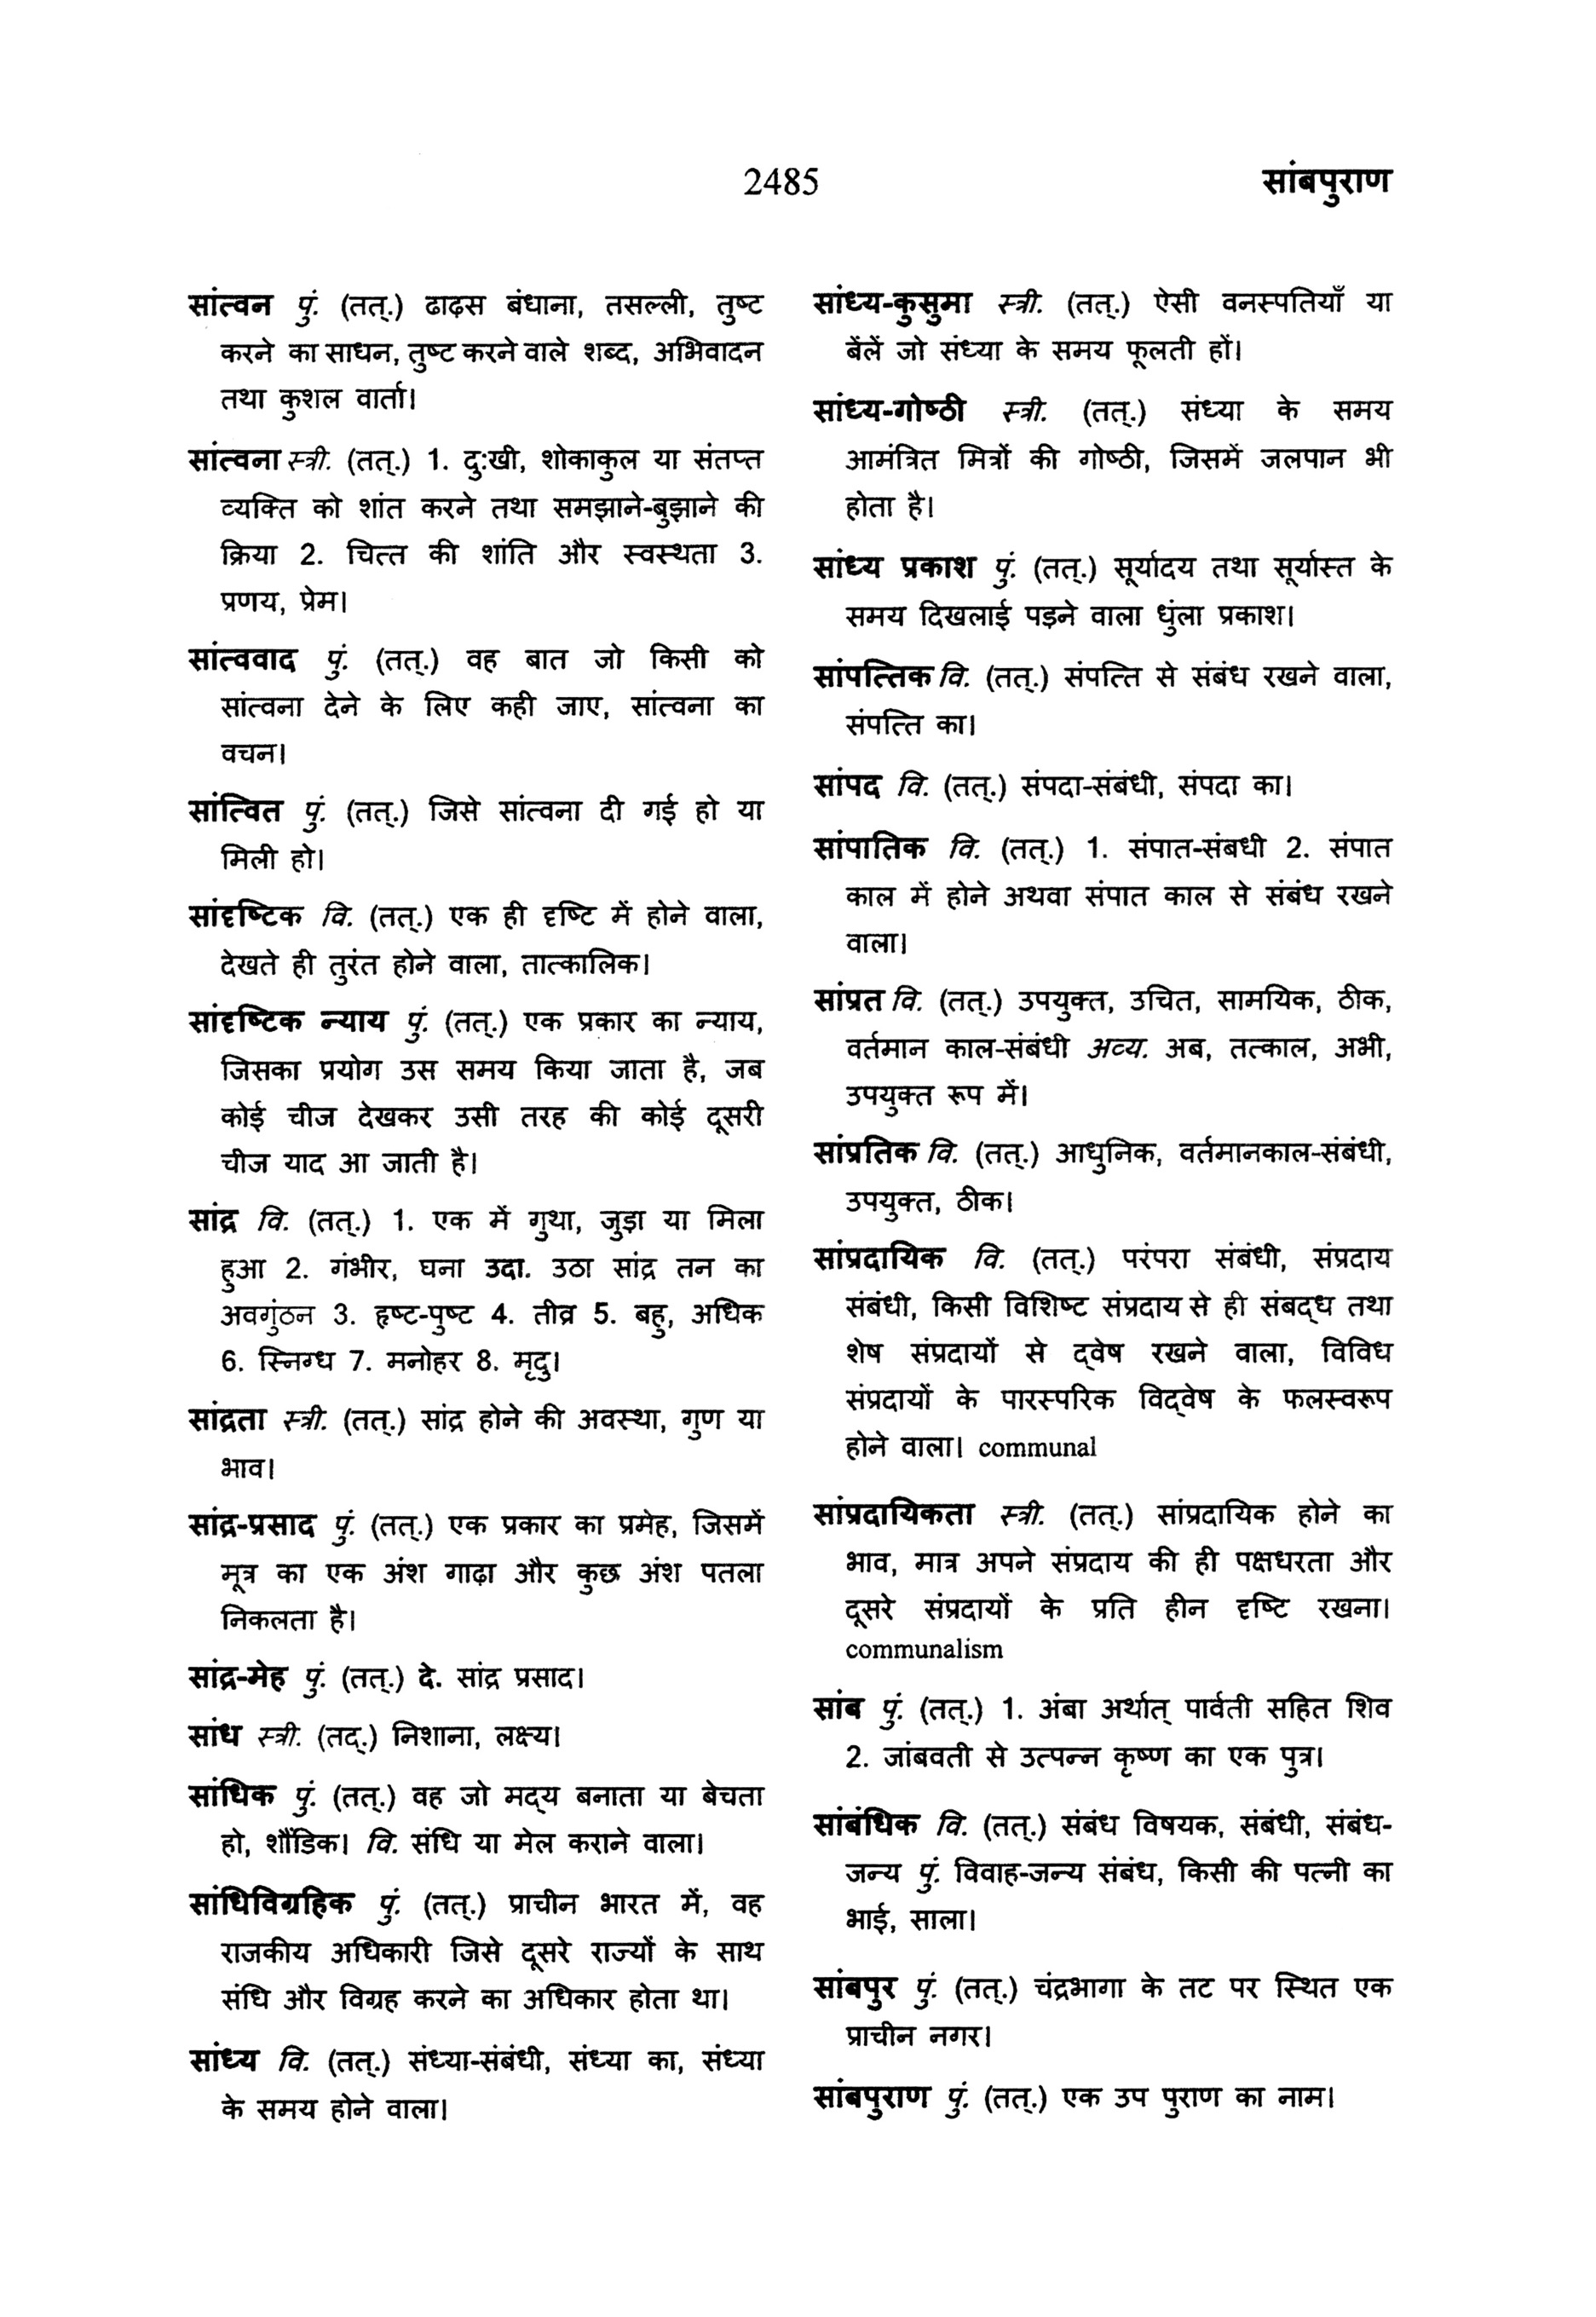 2485
सांबपुराण
सांत्वन पुं. (तत्.) ढाढ़स बंधाना, तसल्ली, तुष्ट
करने का साधन, तुष्ट करने वाले शब्द, अभिवादन
तथा कुशल वार्ता।
सांत्वना स्त्री. (तत्.) 1. दुःखी, शोकाकुल या संतप्त
व्यक्ति को शांत करने तथा समझाने-बुझाने की
क्रिया 2. चित्त की शांति और स्वस्थता 3.
प्रणय, प्रेम।
सांत्ववाद पुं. (तत्.) वह बात जो किसी को
सांत्वना देने के लिए कही जाए, सांत्वना का
वचन।
सांत्वित पुं. (तत्.) जिसे सांत्वना दी गई हो या
मिली हो।
सांदृष्टिक वि. (तत्.) एक ही दृष्टि में होने वाला,
देखते ही तुरंत होने वाला, तात्कालिक।
सांदृष्टिक न्याय पुं. (तत्.) एक प्रकार का न्याय,
जिसका प्रयोग उस समय किया जाता है, जब
कोई चीज देखकर उसी तरह की कोई दूसरी
चीज याद आ जाती है।
सांद्र वि. (तत्.) 1. एक में गुथा, जुड़ा या मिला
हुआ 2. गंभीर, घना उदा. उठा सांद्र तन का
अवगुंठन 3. हृष्ट-पुष्ट 4. तीव्र 5. बहु, अधिक
6. स्निग्ध 7. मनोहर 8. मृदु।
सांद्रता स्त्री. (तत्.) सांद्र होने की अवस्था, गुण या
भाव।
सांद्र-प्रसाद पुं. (तत्.) एक प्रकार का प्रमेह, जिसमें
मूत्र का एक अंश गाढ़ा और कुछ अंश पतला
निकलता है।
सांद्र-मेह पुं. (तत्.) दे. सांद्र प्रसाद।
सांध स्त्री. (तद्.) निशाना, लक्ष्य।
सांधिक पुं. (तत्.) वह जो मद्‌य बनाता या बेचता
हो, शौंडिक। वि. संधि या मेल कराने वाला।
सांधिविग्रहिक पुं. (तत्.) प्राचीन भारत में, वह
राजकीय अधिकारी जिसे दूसरे राज्यों के साथ
संधि और विग्रह करने का अधिकार होता था।
सांध्य वि. (तत्.) संध्या-संबंधी, संध्या का, संध्या
के समय होने वाला।
सांध्य-कुसुमा स्त्री. (तत्.) ऐसी वनस्पतियाँ या
बेंलें जो संध्या के समय फूलती हों।
सांध्य-गोष्ठी स्त्री. (तत्.) संध्या के समय
आमंत्रित मित्रों की गोष्ठी, जिसमें जलपान भी
होता है।
सांध्य प्रकाश पुं. (तत्.) सूर्योदय तथा सूर्यास्त के
समय दिखलाई पड़ने वाला धुंला प्रकाश।
सांपत्तिक वि. (तत्.) संपत्ति से संबंध रखने वाला,
संपत्ति का।
सांपद वि. (तत्.) संपदा-संबंधी, संपदा का।
सांपातिक वि. (तत्.) 1. संपात-संबधी 2. संपात
काल में होने अथवा संपात काल से संबंध रखने
वाला।
सांप्रत वि. (तत्.) उपयुक्त, उचित, सामयिक, ठीक,
वर्तमान काल-संबंधी अव्य. अब, तत्काल, अभी,
उपयुक्त रूप में।
सांप्रतिक वि. (तत्.) आधुनिक, वर्तमानकाल-संबंधी,
उपयुक्त, ठीक।
सांप्रदायिक वि. (तत्.) परंपरा संबंधी, संप्रदाय
संबंधी, किसी विशिष्ट संप्रदाय से ही संबद्‌ध तथा
शेष संप्रदायों से द्‌वेष रखने वाला, विविध
संप्रदायों के पारस्परिक विद्‌वेष के फलस्वरूप
होने वाला। communal
सांप्रदायिकता स्त्री. (तत्.) सांप्रदायिक होने का
भाव, मात्र अपने संप्रदाय की ही पक्षधरता और
दूसरे संप्रदायों के प्रति हीन दृष्टि रखना।
communalism
सांब पुं. (तत्.) 1. अंबा अर्थात् पार्वती सहित शिव
2. जांबवती से उत्पन्न कृष्ण का एक पुत्र।
सांबंधिक वि. (तत्.) संबंध विषयक, संबंधी, संबंध-
जन्य पुं. विवाह-जन्य संबंध, किसी की पत्नी का
भाई, साला।
सांबपुर पुं. (तत्.) चंद्रभागा के तट पर स्थित एक
प्राचीन नगर।
सांबपुराण पुं. (तत्.) एक उप पुराण का नाम।